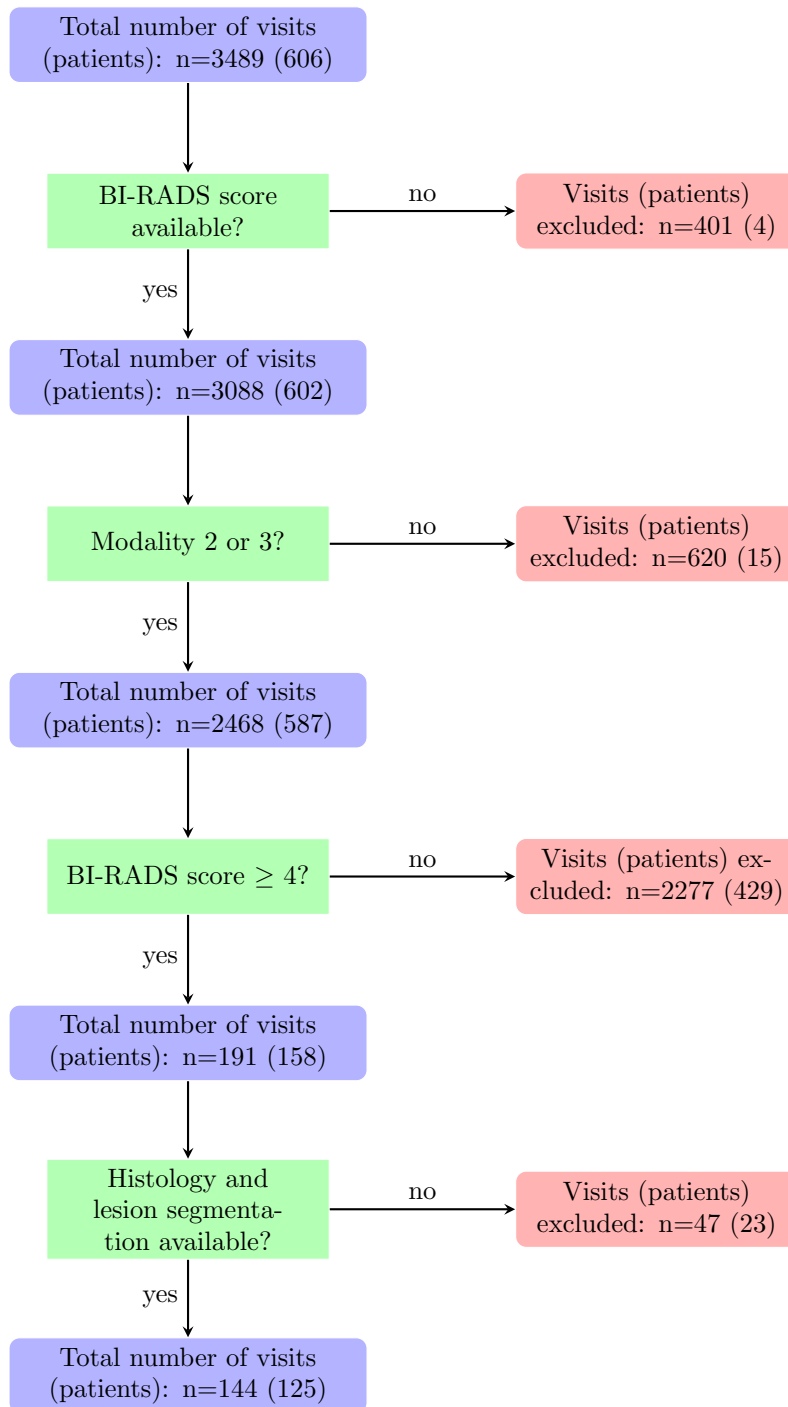 Total number of visits
(patients): n=3489 (606)
BI-RADS score
available?
no
Visits (patients)
excluded: n=401 (4)
yes
Total number of visits
(patients): n=3088 (602)
Modality 2 or 3?
no
Visits (patients)
excluded: n=620 (15)
yes
Total number of visits
(patients): n=2468 (587)
BI-RADS score ≥ 4?
no
Visits (patients) ex-
cluded: n=2277 (429)
yes
Total number of visits
(patients): n=191 (158)
Histology and
lesion segmenta-
tion available?
no
Visits (patients)
excluded: n=47 (23)
yes
Total number of visits
(patients): n=144 (125)